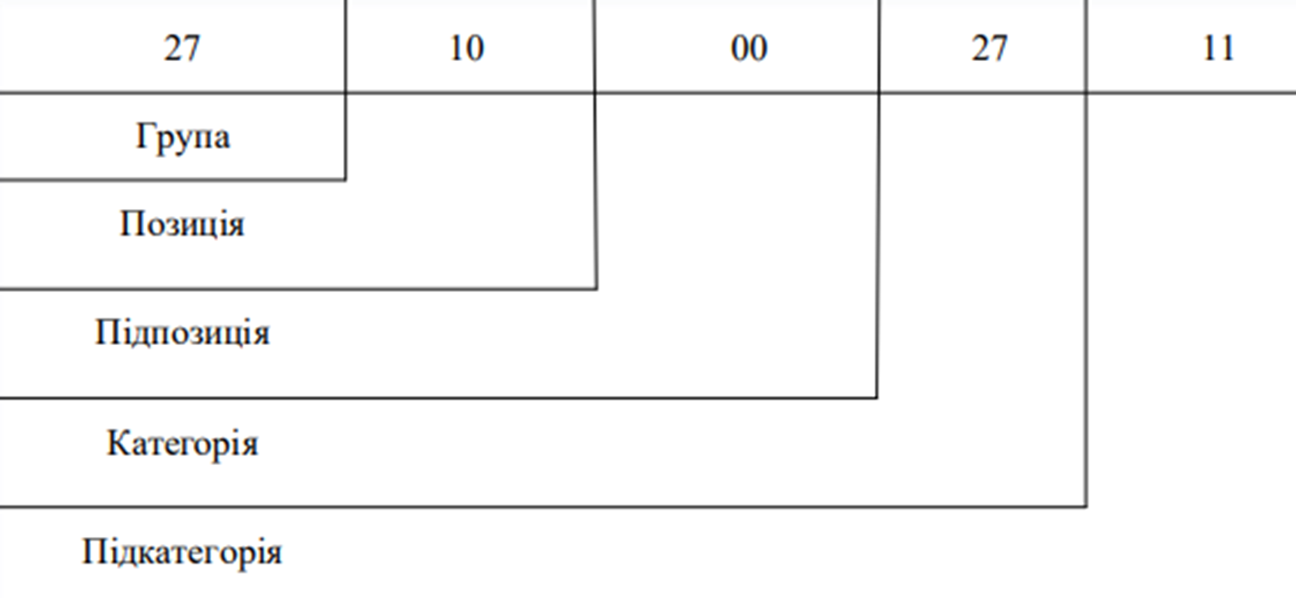 27 10 00 27 11
Група
Позиція
Підпозиція
Категорія
Підкатегорія